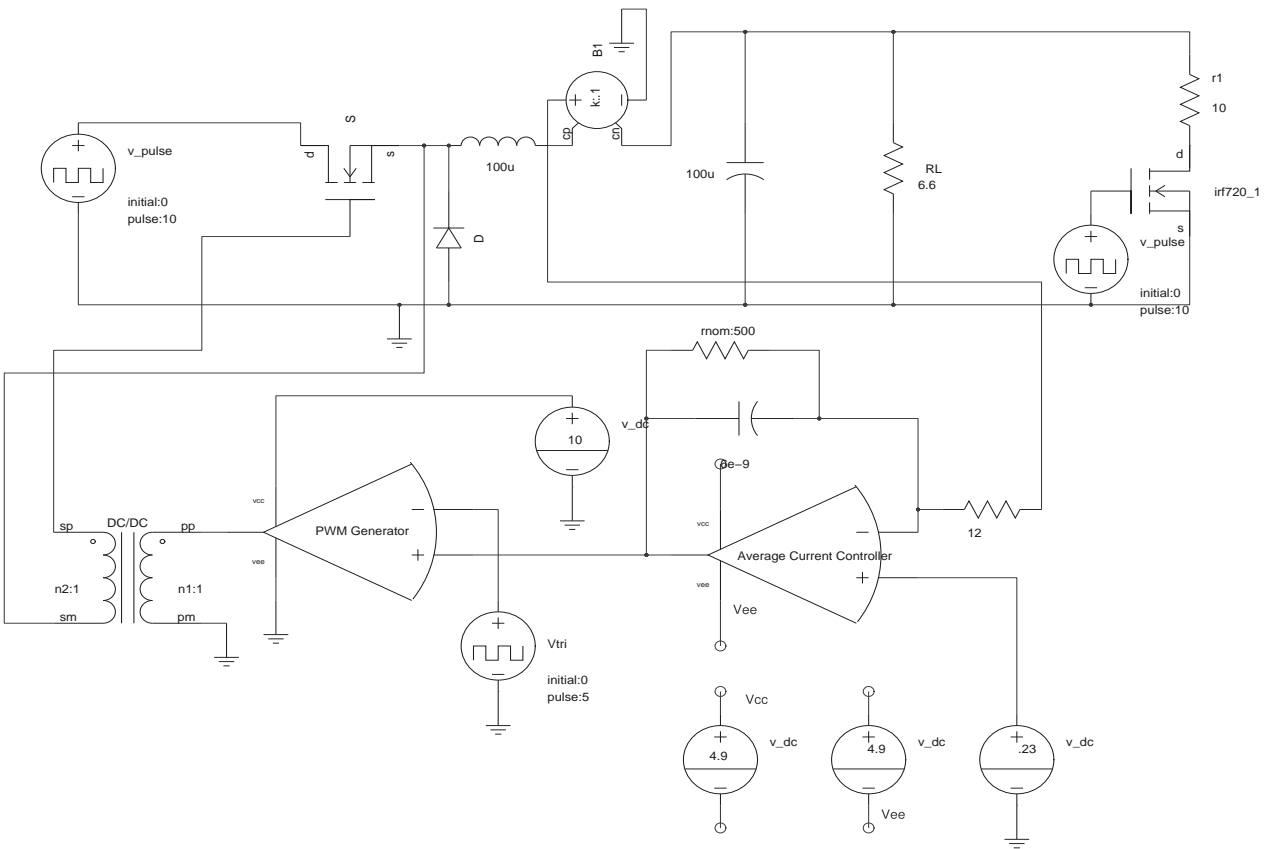 B1
k:.1
cp
cn
r1
10
S
d
s
v_pulse
initial:0
pulse:10
100u
D
100u
RL
6.6
d
irf720_1
s
v_pulse
initial:0
pulse:10
rnom:500
v_dc
10
6e−9
vcc
PWM Generator
vee
DC/DC
sp
pp
n2:1
n1:1
sm
pm
vcc
Average Current Controller
vee
12
Vee
Vtri
initial:0
pulse:5
Vcc
4.9
v_dc
4.9
v_dc
Vee
.23
v_dc